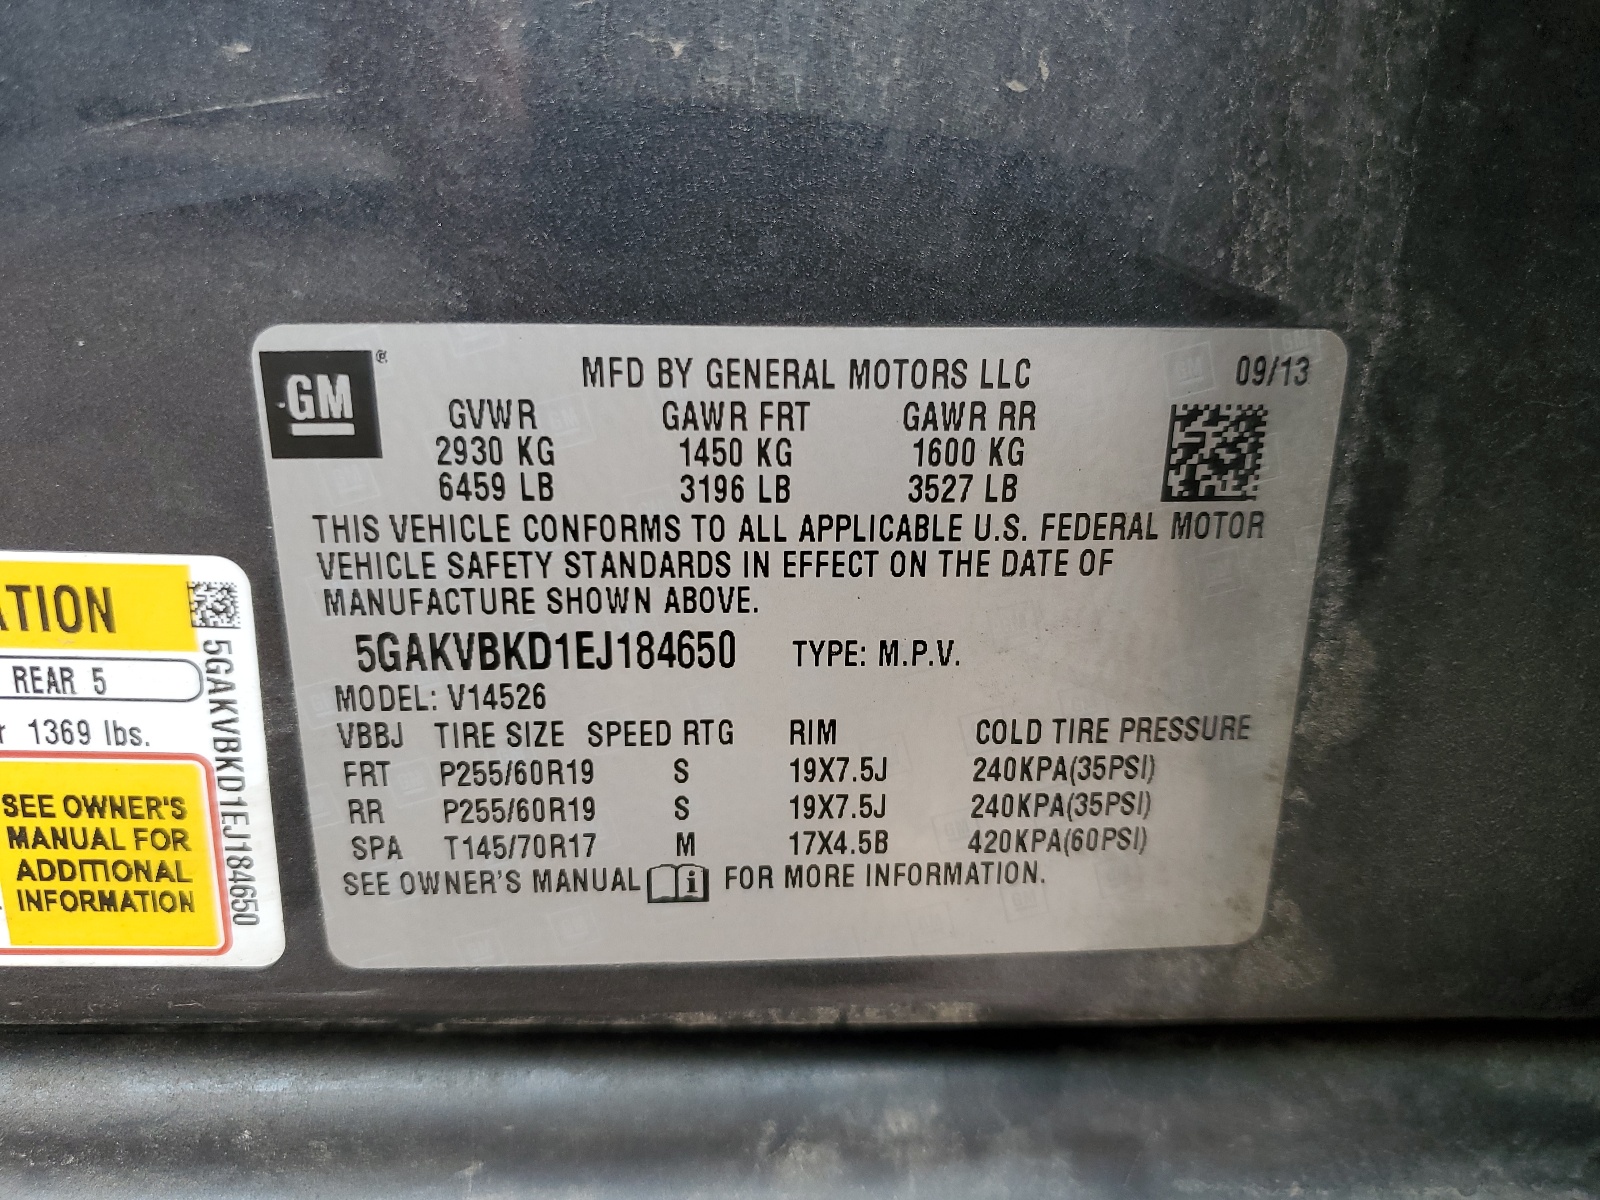 GM ®
MFD BY GENERAL MOTORS LLC 09/13
GVWR GAWR FRT GAWR RR
2930 KG 1450 KG 1600 KG
6459 LB 3196 LB 3527 LB
THIS VEHICLE CONFORMS TO ALL APPLICABLE U.S. FEDERAL MOTOR
VEHICLE SAFETY STANDARDS IN EFFECT ON THE DATE OF
MANUFACTURE SHOWN ABOVE.
5GAKVBKD1EJ184650 TYPE: M.P.V.
MODEL: V14526
VBBJ TIRE SIZE SPEED RTG RIM COLD TIRE PRESSURE
FRT P255/60R19 S 19X7.5J 240KPA(35PSI)
RR P255/60R19 S 19X7.5J 240KPA(35PSI)
SPA T145/70R17 M 17X4.5B 420KPA(60PSI)
SEE OWNER'S MANUAL i FOR MORE INFORMATION.
ATION
REAR 5
1369 lbs.
SEE OWNER'S
MANUAL FOR
ADDITIONAL
INFORMATION
5GAKVBKD1EJ184650